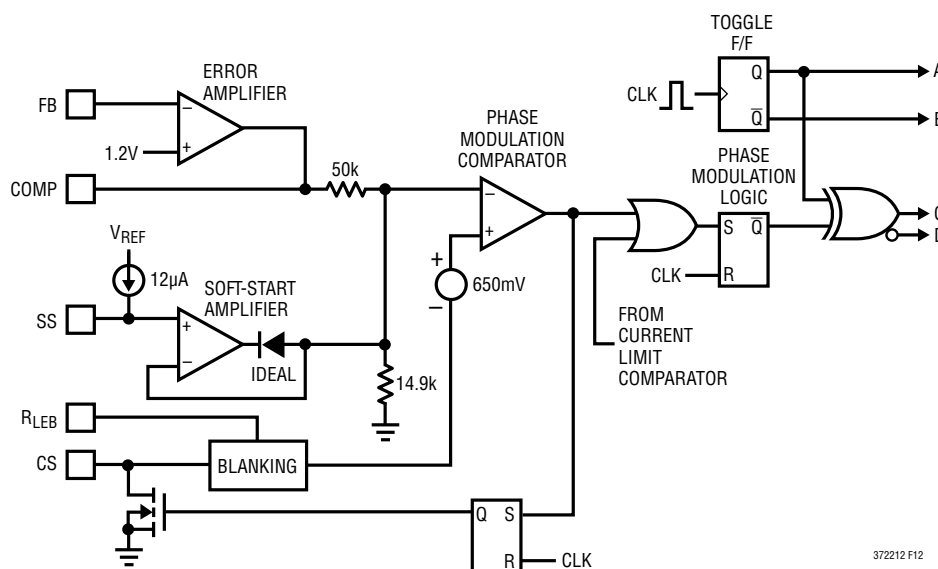 TOGGLE
F/F
ERROR
AMPLIFIER
FB
−
+
1.2V
CLK
Q
Q̅
A
PHASE
MODULATION
COMPARATOR
PHASE
MODULATION
LOGIC
COMP
50k
−
+
S
Q̅
R
CLK
C
VREF
12µA
+
−
650mV
SOFT-START
AMPLIFIER
SS
+
−
IDEAL
14.9k
FROM
CURRENT
LIMIT
COMPARATOR
RLEB
CS
BLANKING
Q
S
R
CLK
372212 F12